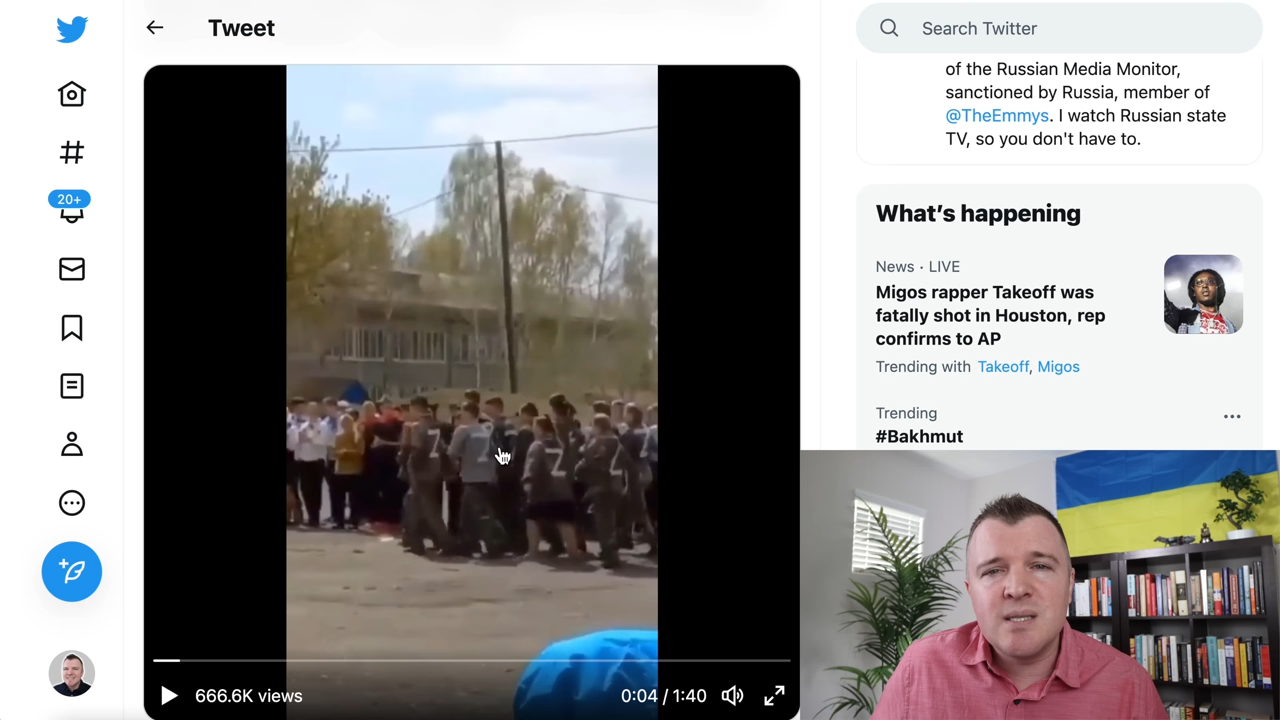 Tweet
20+
Z
Z
Z
666.6K views
0:04 / 1:40
Search Twitter
of the Russian Media Monitor,
sanctioned by Russia, member of
@TheEmmys. I watch Russian state
TV, so you don't have to.
What's happening
News · LIVE
Migos rapper Takeoff was
fatally shot in Houston, rep
confirms to AP
Trending with Takeoff, Migos
Trending
#Bakhmut